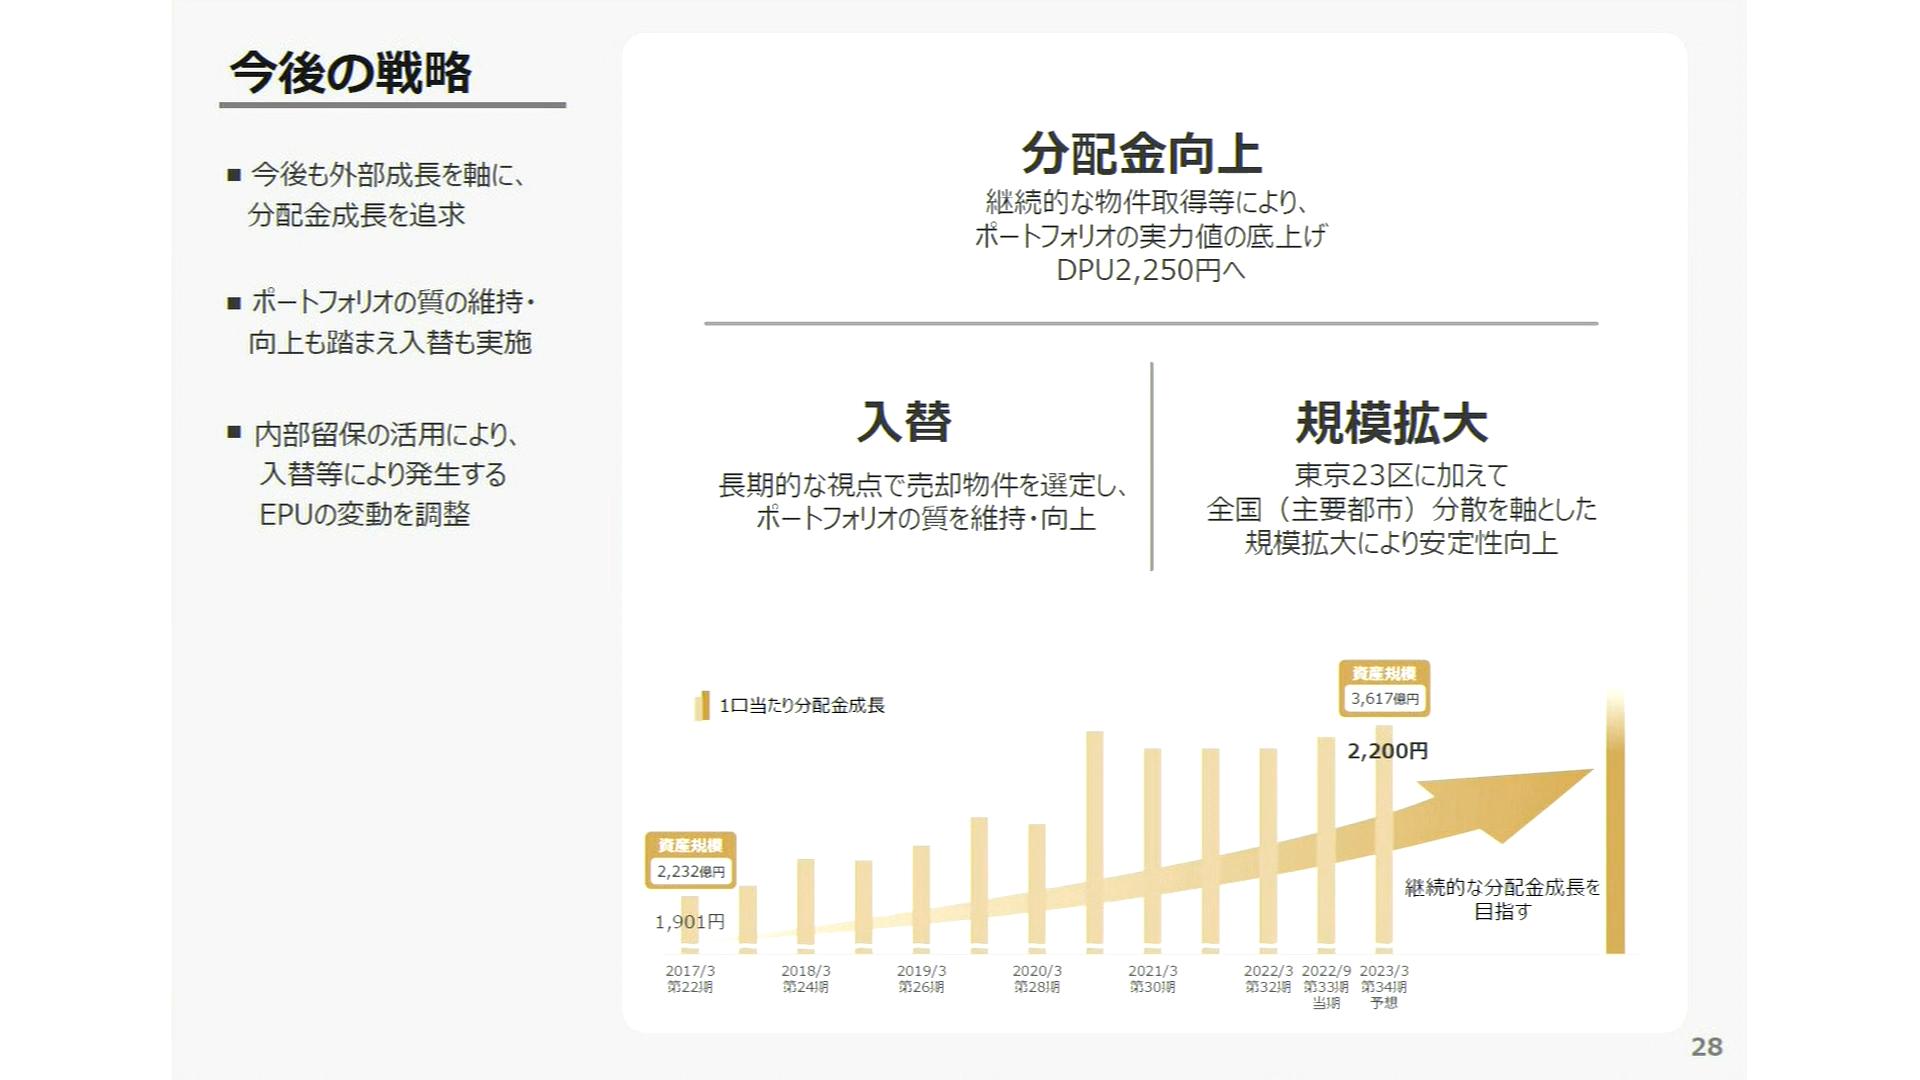 今後の戦略
■ 今後も外部成長を軸に、
分配金成長を追求
■ ポートフォリオの質の維持・
向上も踏まえ入替も実施
■ 内部留保の活用により、
入替等により発生する
EPUの変動を調整
分配金向上
継続的な物件取得等により、
ポートフォリオの実力値の底上げ
DPU2,250円へ
入替
長期的な視点で売却物件を選定し、
ポートフォリオの質を維持・向上
規模拡大
東京23区に加えて
全国（主要都市）分散を軸とした
規模拡大により安定性向上
1口当たり分配金成長
資産規模
2,232億円
1,901円
資産規模
3,617億円
2,200円
継続的な分配金成長を
目指す
2017/3
第22期
2018/3
第24期
2019/3
第26期
2020/3
第28期
2021/3
第30期
2022/3
第32期
2022/9
第33期
当期
2023/3
第34期
予想
28